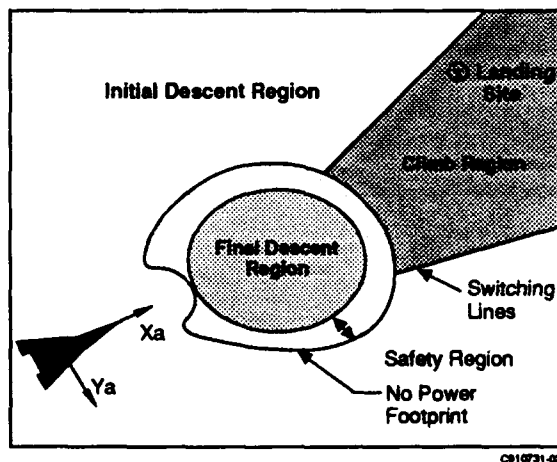 Initial Descent Region
Landing
Site
Climb Region
Final Descent
Region
Switching
Lines
Xa
Safety Region
Ya
No Power
Footprint